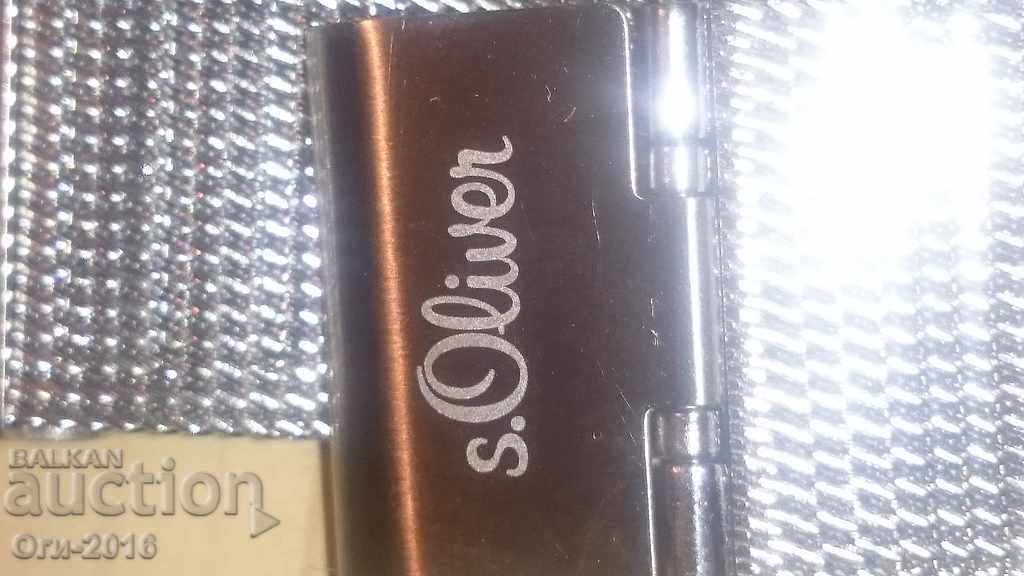 s.Oliver
BALKAN
auction
Оги-2016